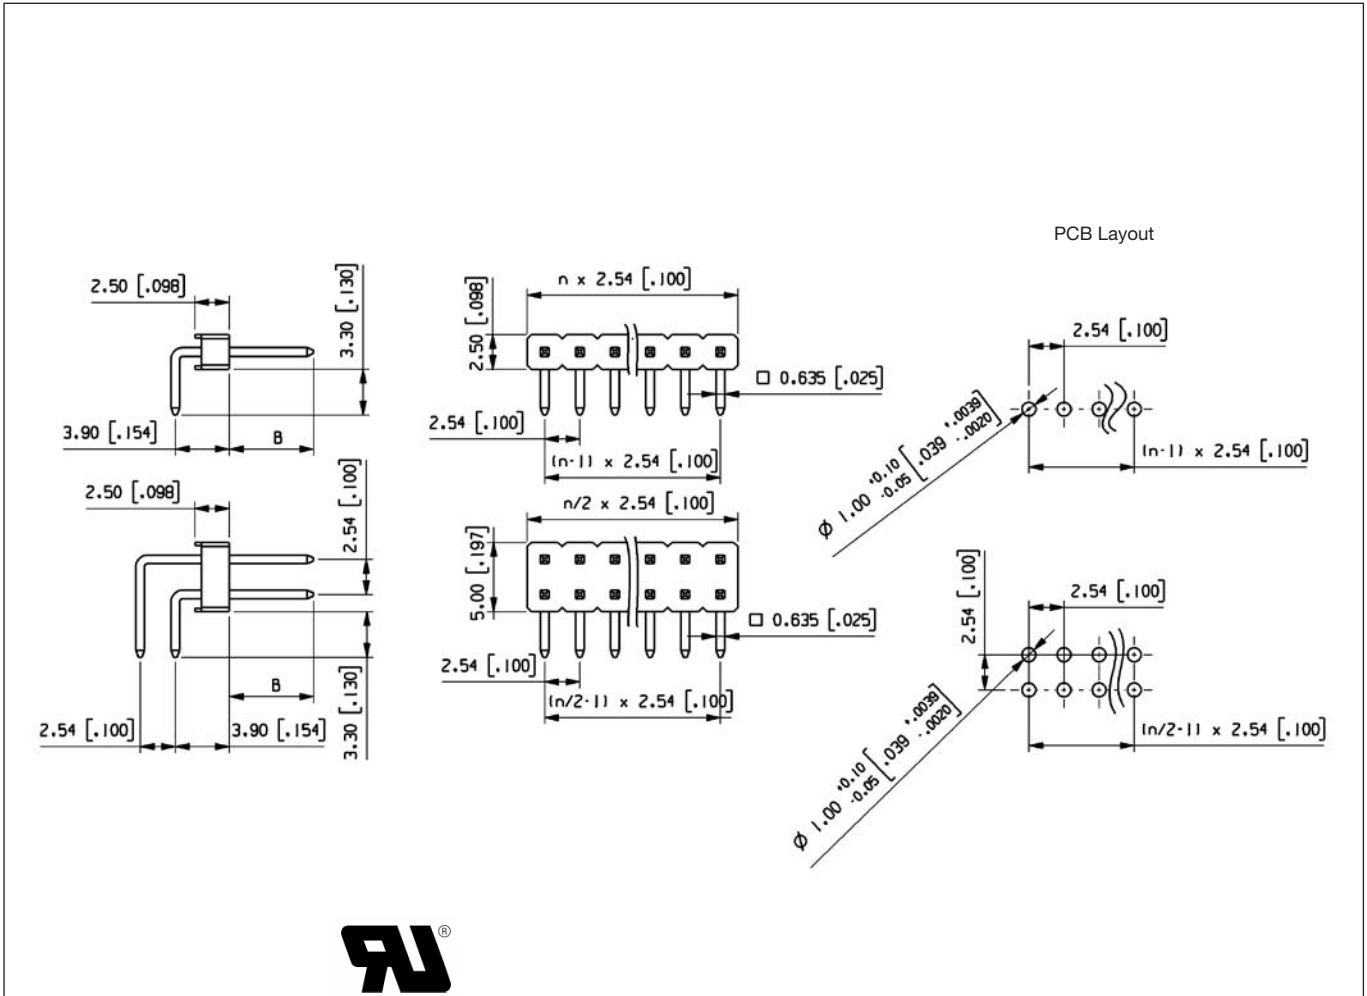 PCB Layout
2.50 [.098]
3.30 [.130]
3.90 [.154]
B
n x 2.54 [.100]
2.50 [.098]
□ 0.635 [.025]
2.54 [.100]
(n-1) x 2.54 [.100]
2.54 [.100]
Ø 1.00 +0.10 -0.05 [.039 +.0039 -.0020]
(n-1) x 2.54 [.100]
2.50 [.098]
2.54 [.100]
B
2.54 [.100]
3.90 [.154]
3.30 [.130]
n/2 x 2.54 [.100]
5.00 [.197]
□ 0.635 [.025]
2.54 [.100]
(n/2-1) x 2.54 [.100]
2.54 [.100]
2.54 [.100]
Ø 1.00 +0.10 -0.05 [.039 +.0039 -.0020]
(n/2-1) x 2.54 [.100]
RU®